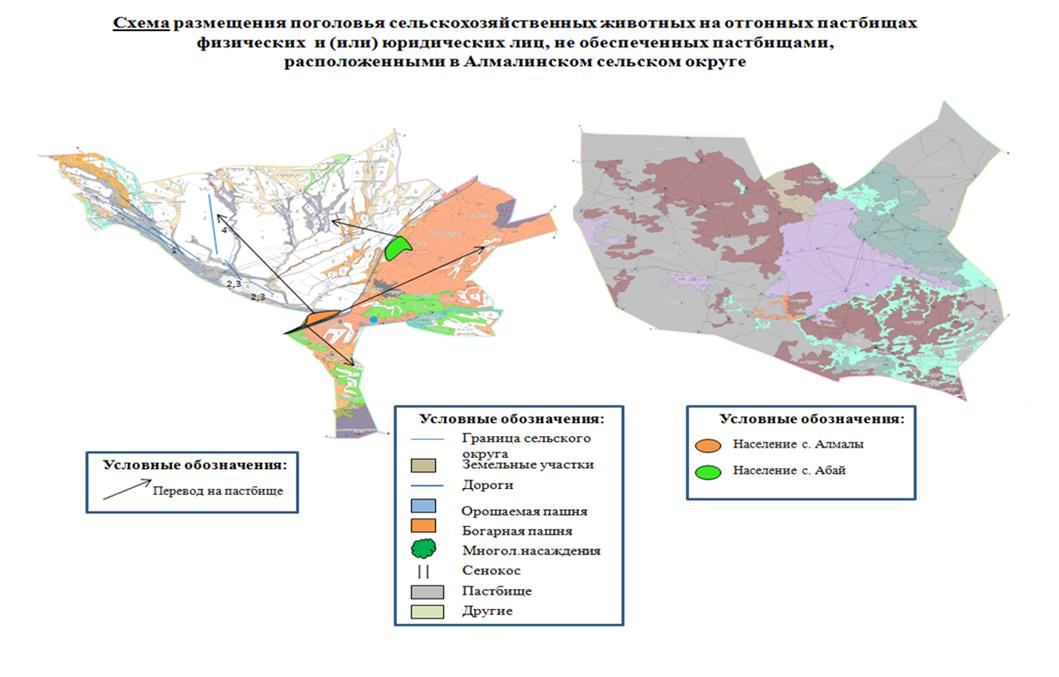 Схема размещения поголовья сельскохозяйственных животных на отгонных пастбищах
физических и (или) юридических лиц, не обеспеченных пастбищами,
расположенными в Алмалинском сельском округе
4
2,3
2,3
Условные обозначения:
Перевод на пастбище
Условные обозначения:
Граница сельского
округа
Земельные участки
Дороги
Орошаемая пашня
Богарная пашня
Многол.насаждения
Сенокос
Пастбище
Другие
Условные обозначения:
Население с. Алмалы
Население с. Абай